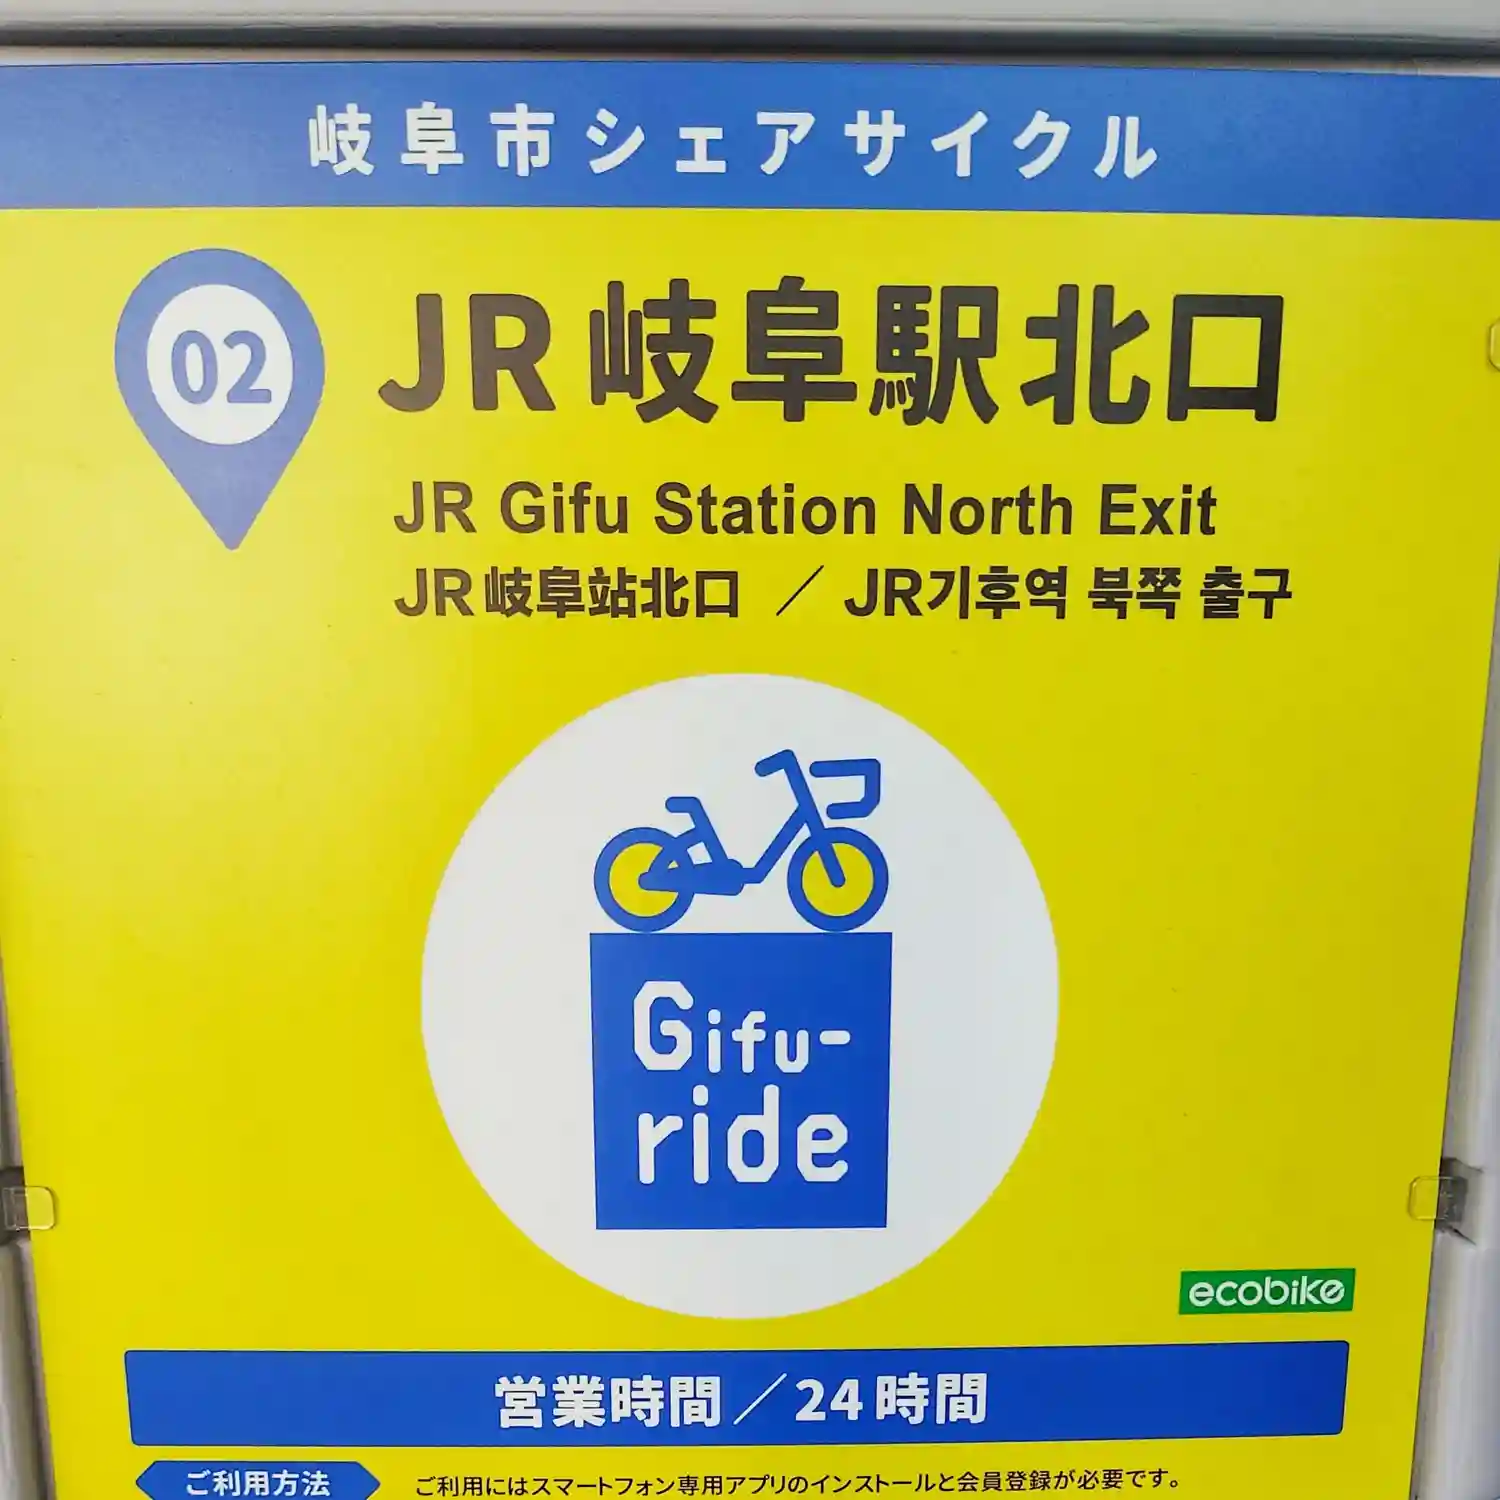 岐阜市シェアサイクル
02
JR岐阜駅北口
JR Gifu Station North Exit
JR岐阜站北口 ／ JR기후역 북쪽 출구
Gifu-
ride
ecobike
営業時間／24時間
ご利用方法 ご利用にはスマートフォン専用アプリのインストールと会員登録が必要です。